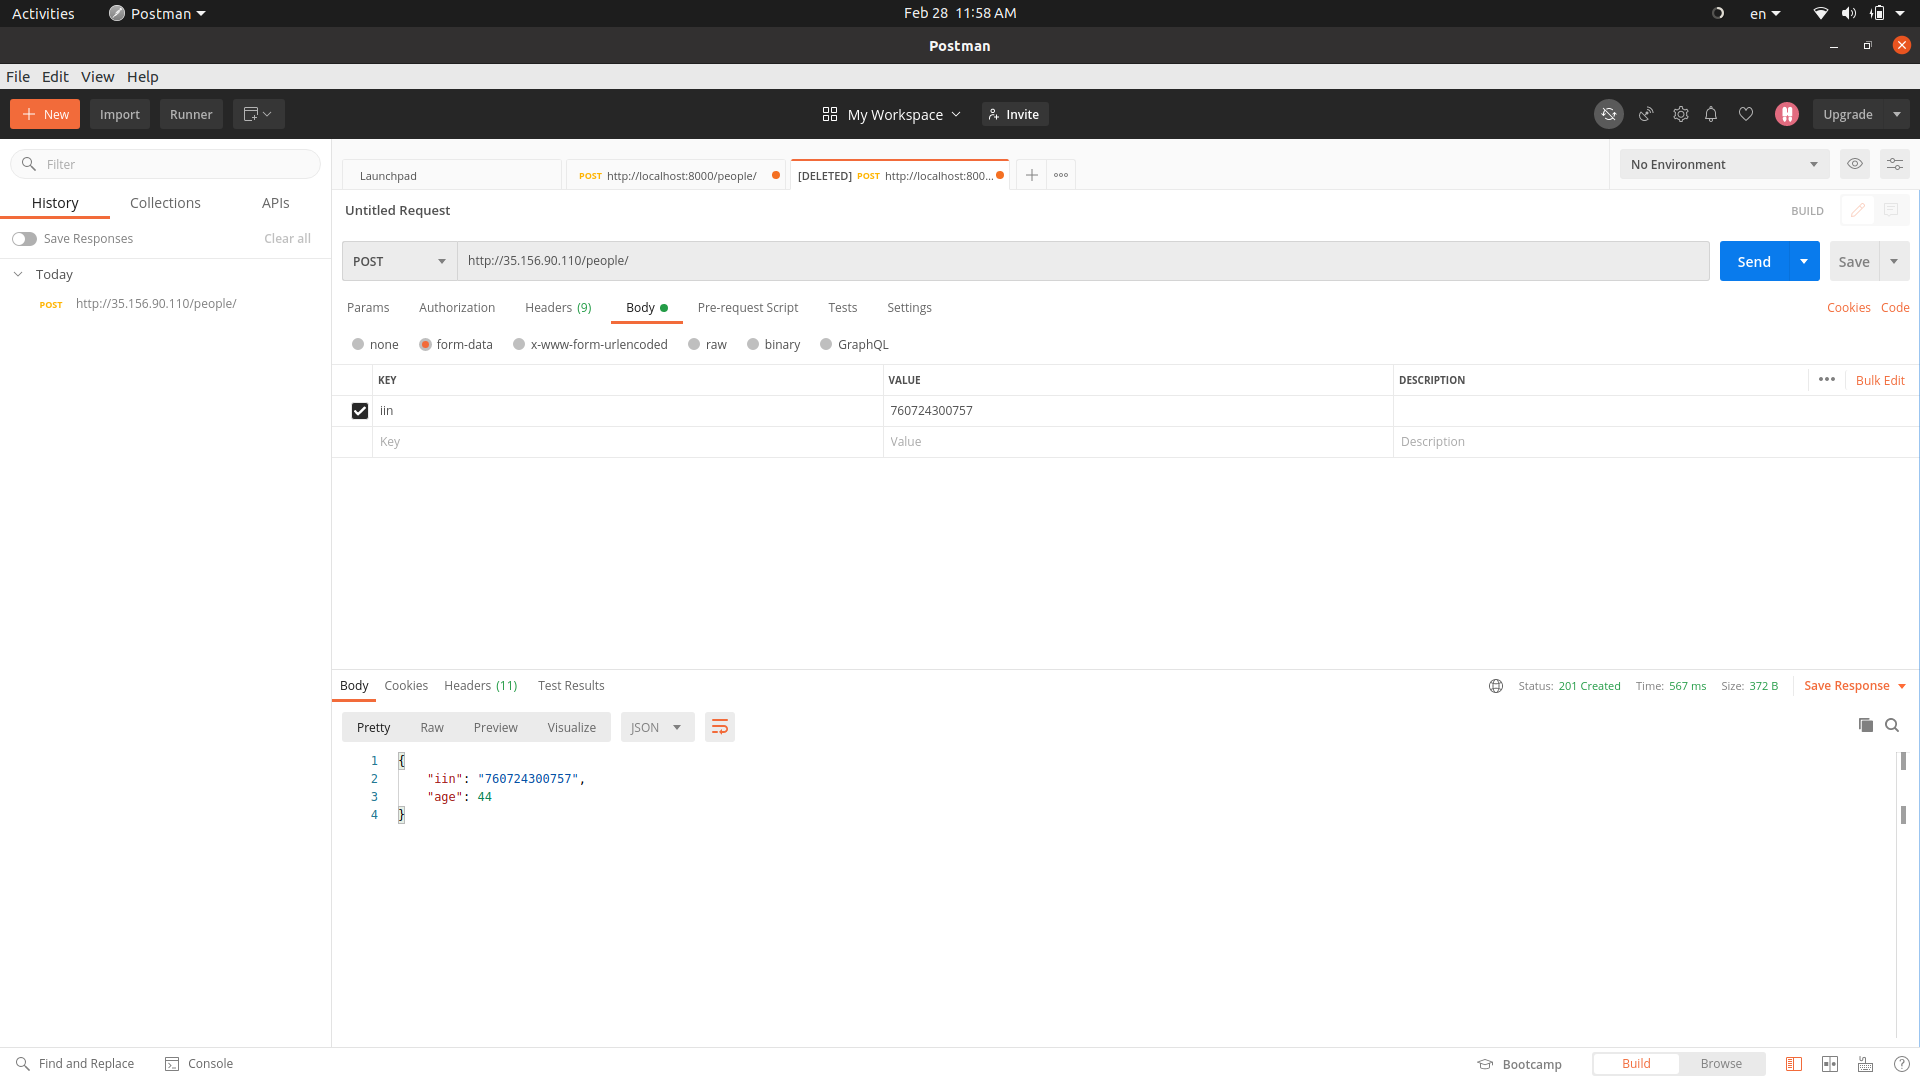 Activities Postman Feb 28 11:58 AM en
Postman
File Edit View Help
New Import Runner My Workspace Invite Upgrade
Filter
Launchpad POST http://localhost:8000/people/ [DELETED] POST http://localhost:800... No Environment
History Collections APIs
Untitled Request BUILD
Save Responses Clear all
POST http://35.156.90.110/people/ Send Save
Today
POST http://35.156.90.110/people/
Params Authorization Headers (9) Body Pre-request Script Tests Settings Cookies Code
none form-data x-www-form-urlencoded raw binary GraphQL
KEY VALUE DESCRIPTION Bulk Edit
iin 760724300757
Key Value Description
Body Cookies Headers (11) Test Results Status: 201 Created Time: 567 ms Size: 372 B Save Response
Pretty Raw Preview Visualize JSON
1 {
2 "iin": "760724300757",
3 "age": 44
4 }
Find and Replace Console Bootcamp Build Browse